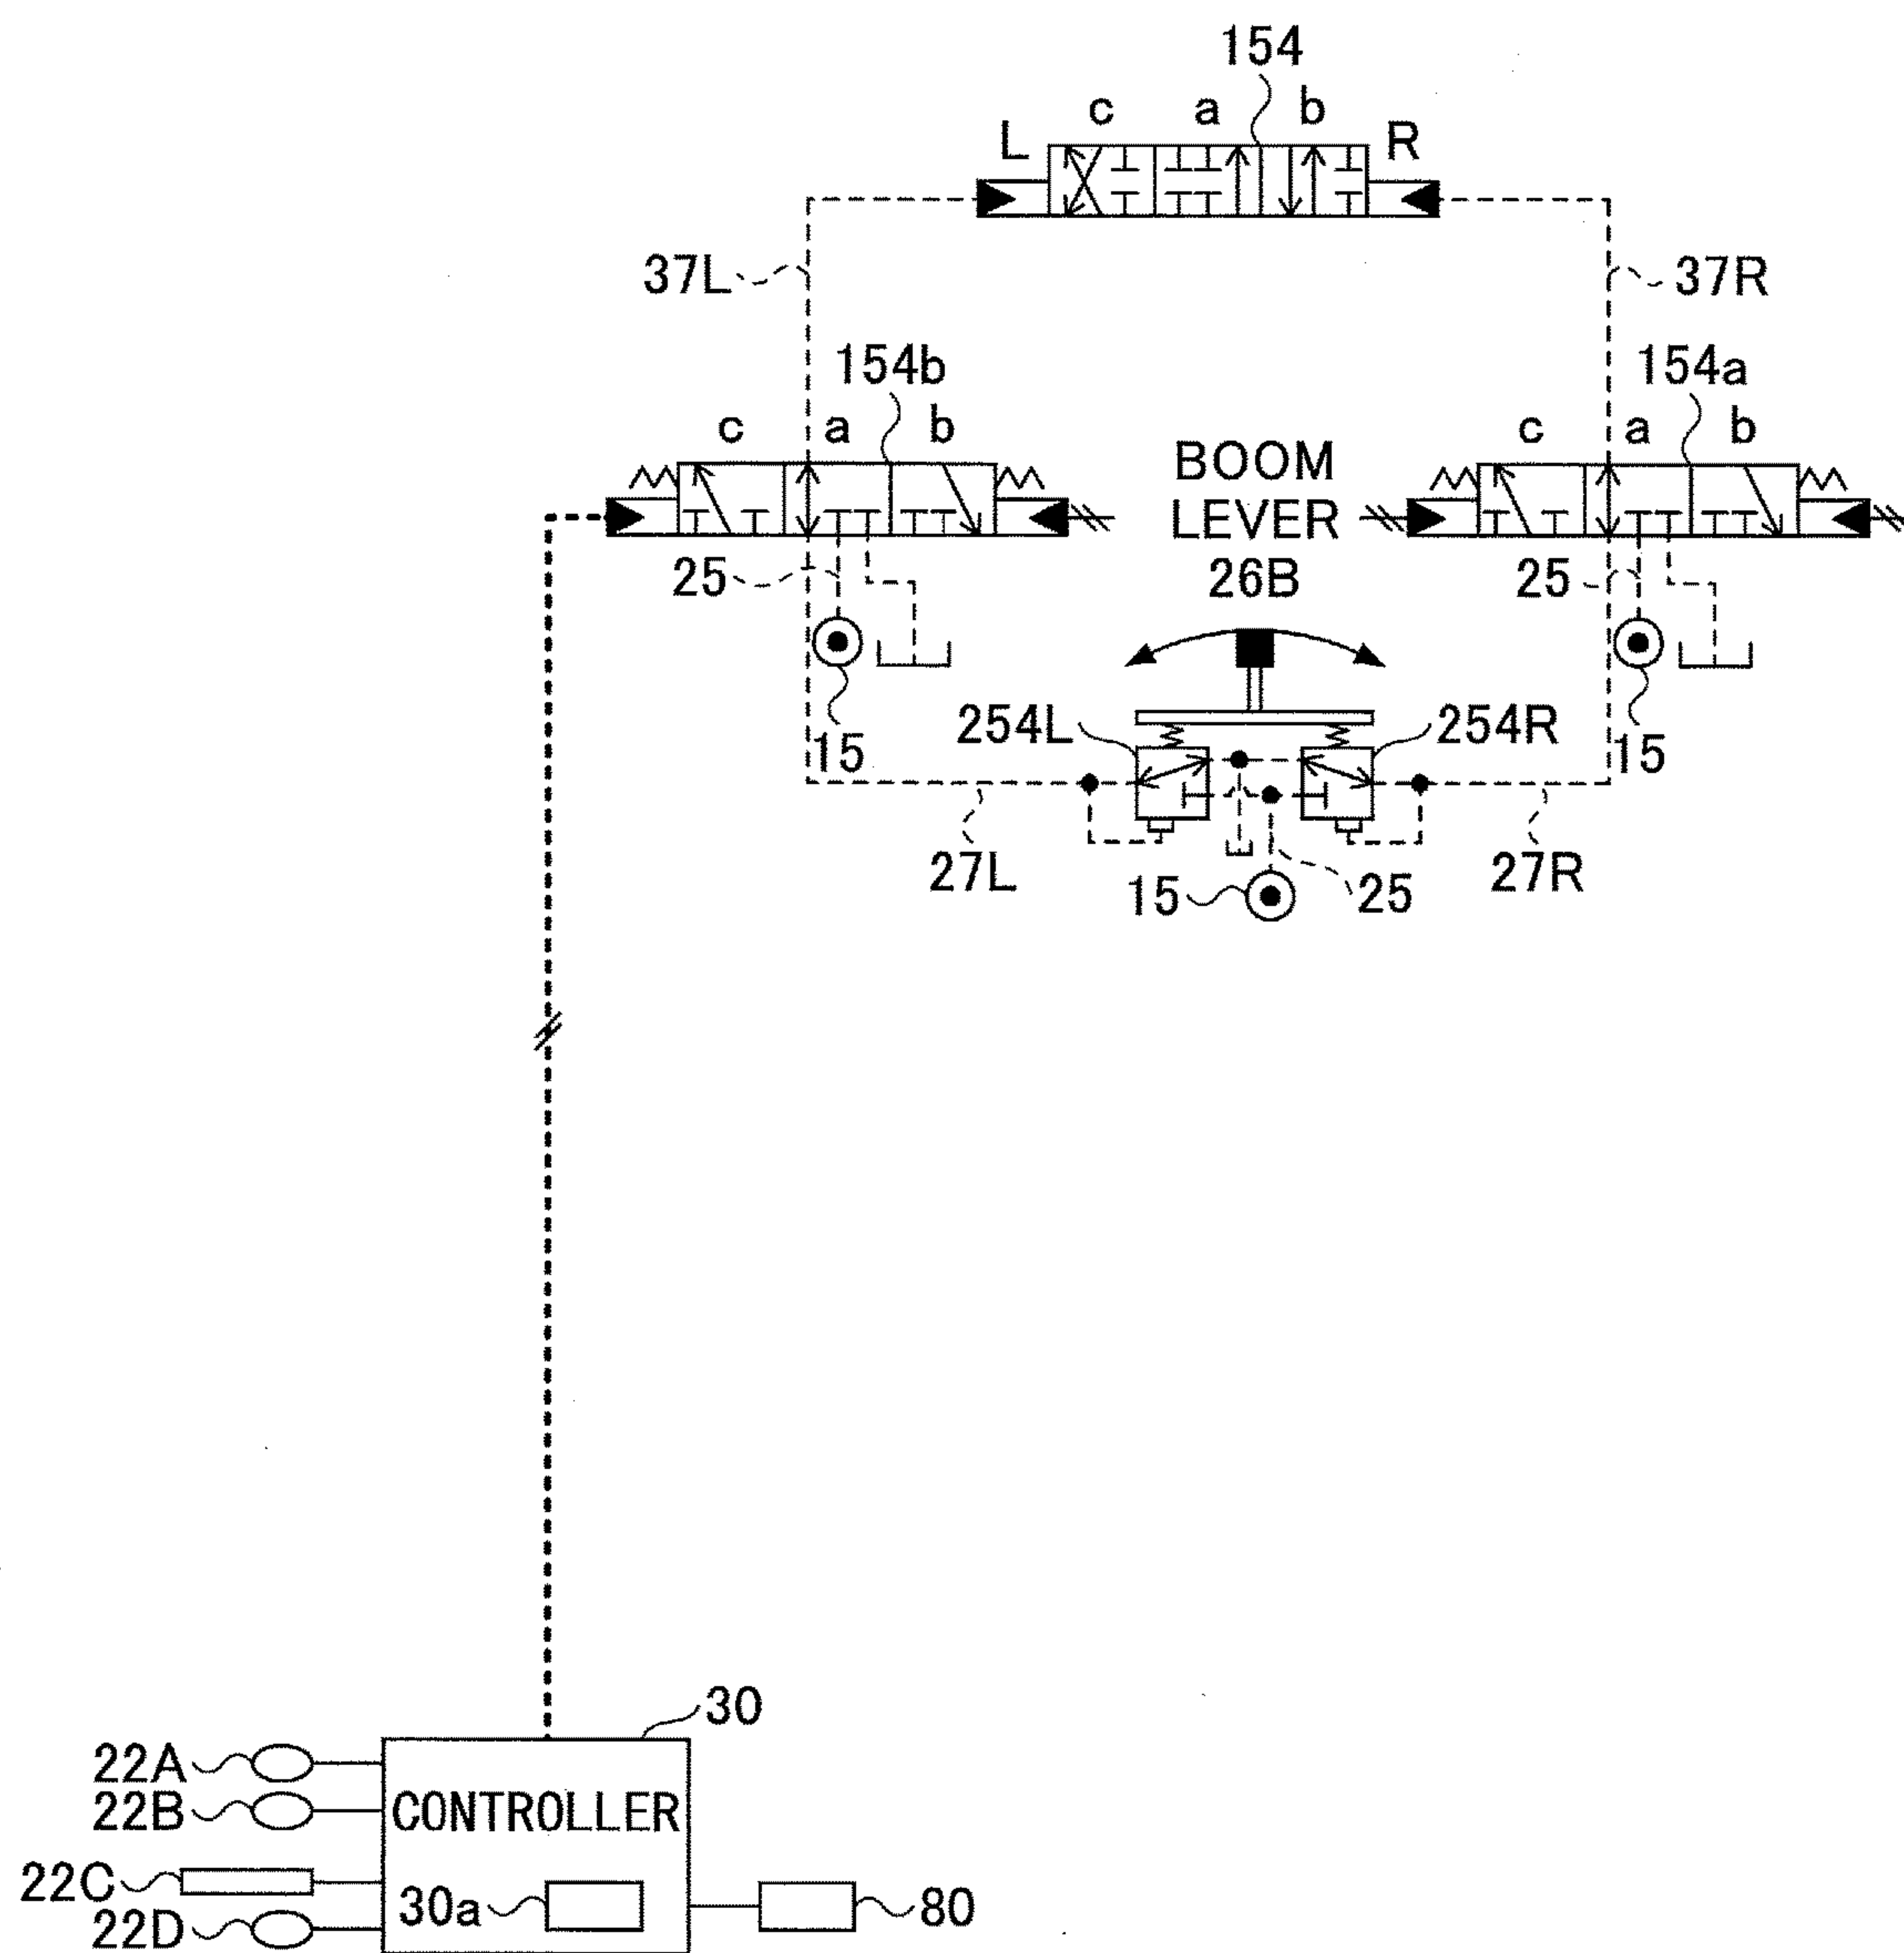 154
c a b
L R
37L 37R
154b 154a
c a b
c a b
BOOM
LEVER
26B
25
25
254L 254R
15
15
27L 27R
15
25
30
22A
22B
CONTROLLER
22C
30a
80
22D